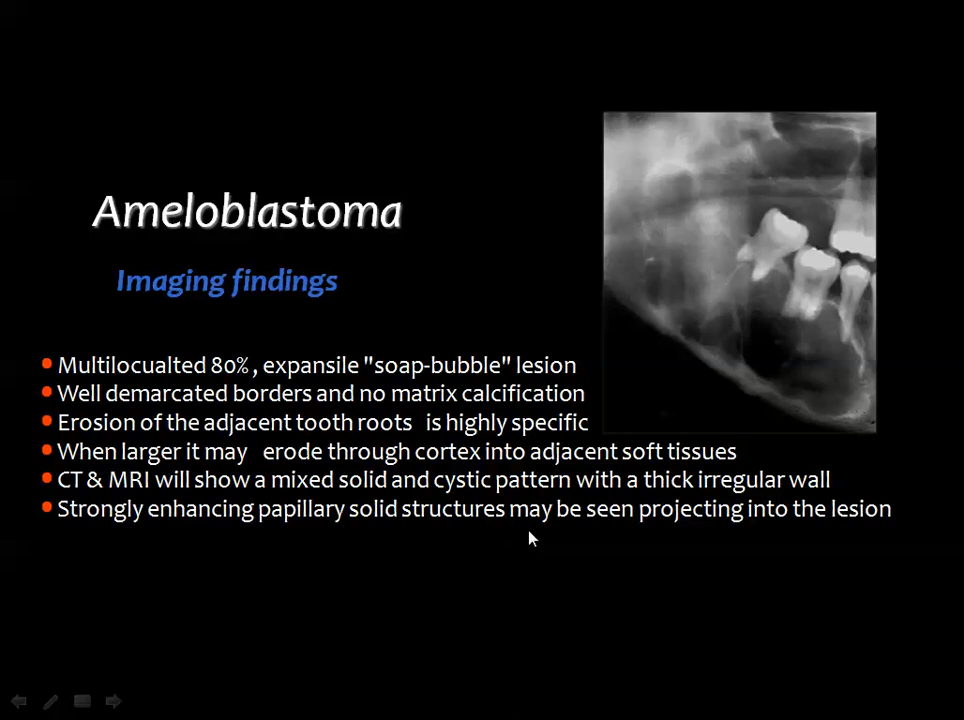 Ameloblastoma
Imaging findings
Multilocualted 80%, expansile "soap-bubble" lesion
Well demarcated borders and no matrix calcification
Erosion of the adjacent tooth roots is highly specific
When larger it may erode through cortex into adjacent soft tissues
CT & MRI will show a mixed solid and cystic pattern with a thick irregular wall
Strongly enhancing papillary solid structures may be seen projecting into the lesion